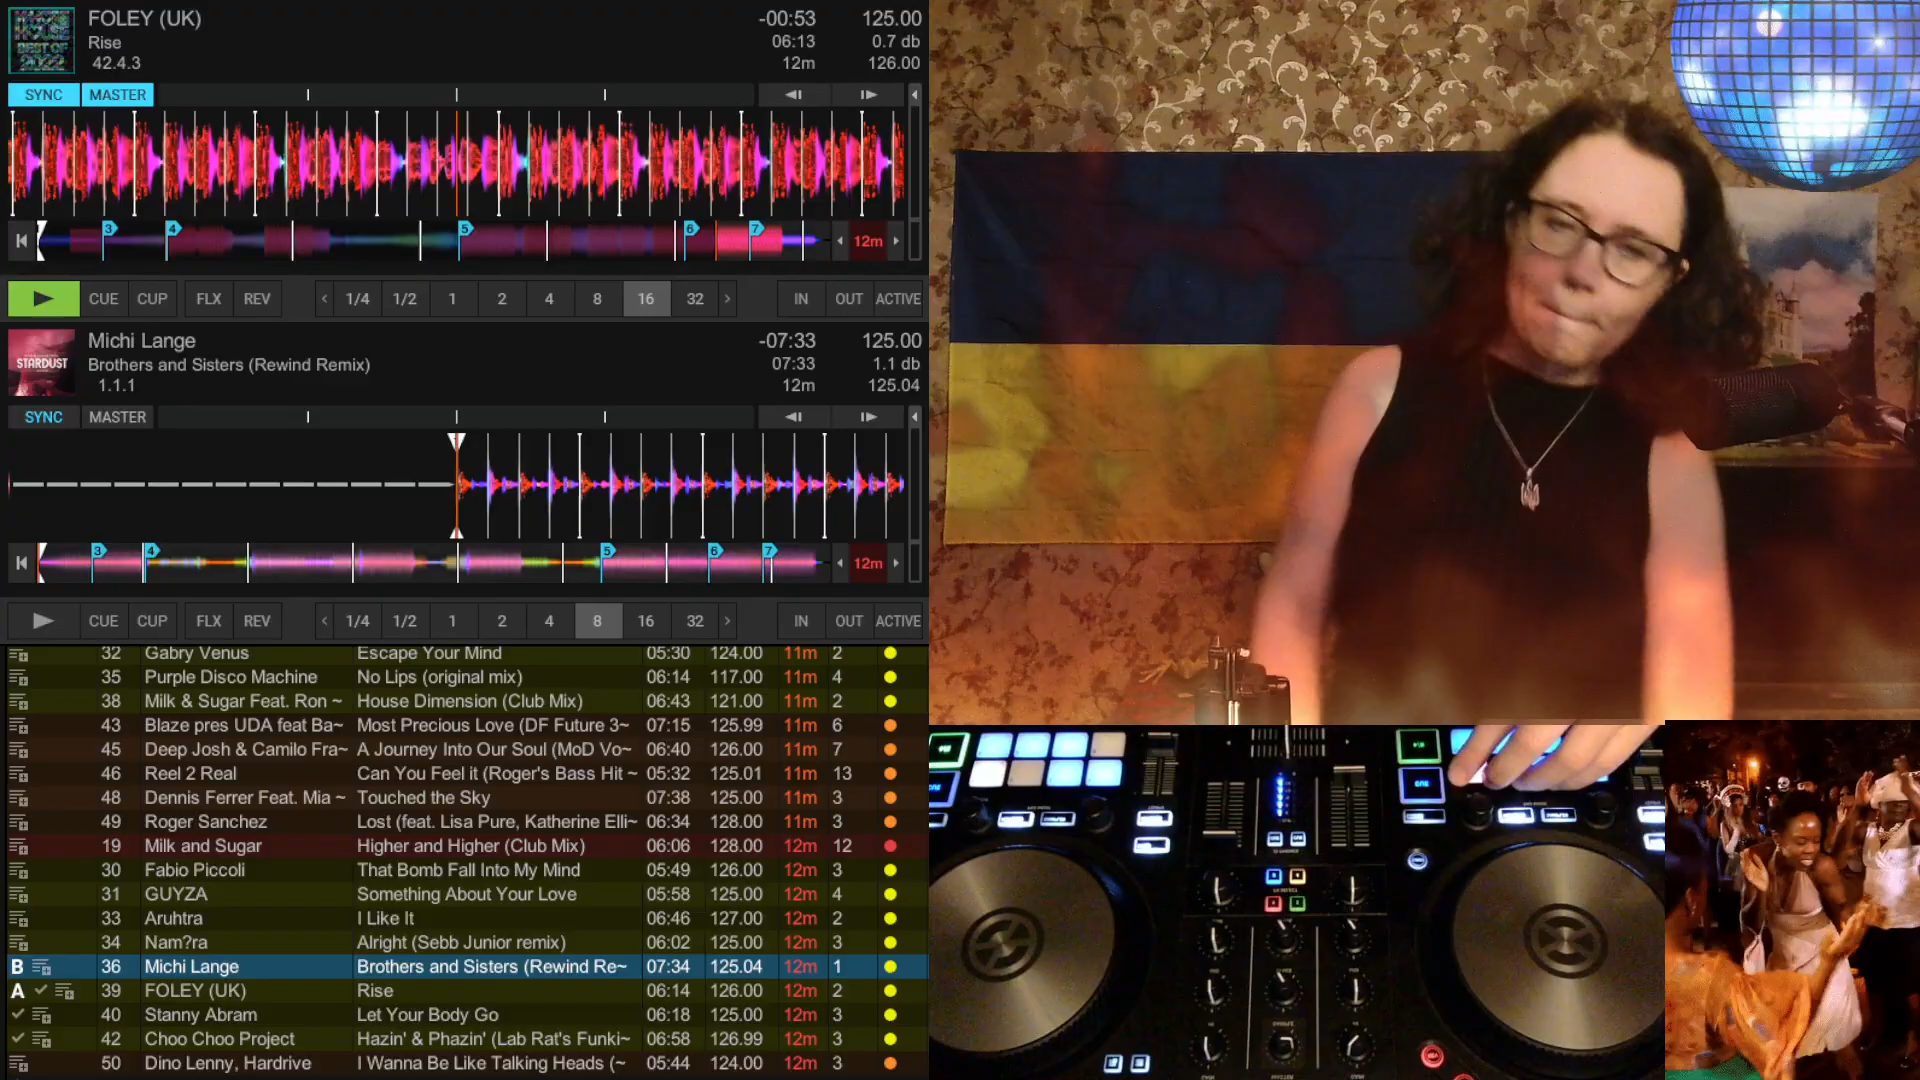 HOUSE
BEST OF
2022
FOLEY (UK)
-00:53
125.00
Rise
06:13
0.7 db
42.4.3
12m
126.00
SYNC MASTER
3 4 5 6 7
12m
CUE CUP FLX REV
1/4 1/2 1 2 4 8 16 32
IN OUT ACTIVE
STARDUST
Michi Lange
-07:33
125.00
Brothers and Sisters (Rewind Remix)
07:33
1.1 db
1.1.1
12m
125.04
SYNC MASTER
3 4 5 6 7
12m
CUE CUP FLX REV
1/4 1/2 1 2 4 8 16 32
IN OUT ACTIVE
32 Gabry Venus Escape Your Mind 05:30 124.00 11m 2
35 Purple Disco Machine No Lips (original mix) 06:14 117.00 11m 4
38 Milk & Sugar Feat. Ron ~ House Dimension (Club Mix) 06:43 121.00 11m 2
43 Blaze pres UDA feat Ba~ Most Precious Love (DF Future 3~ 07:15 125.99 11m 6
45 Deep Josh & Camilo Fra~ A Journey Into Our Soul (MoD Vo~ 06:40 126.00 11m 7
46 Reel 2 Real Can You Feel it (Roger's Bass Hit ~ 05:32 125.01 11m 13
48 Dennis Ferrer Feat. Mia ~ Touched the Sky 07:38 125.00 11m 3
49 Roger Sanchez Lost (feat. Lisa Pure, Katherine Elli~ 06:34 128.00 11m 3
19 Milk and Sugar Higher and Higher (Club Mix) 06:06 128.00 12m 12
30 Fabio Piccoli That Bomb Fall Into My Mind 05:49 126.00 12m 3
31 GUYZA Something About Your Love 05:58 125.00 12m 4
33 Aruhtra I Like It 06:46 127.00 12m 2
34 Nam?ra Alright (Sebb Junior remix) 06:02 125.00 12m 3
B 36 Michi Lange Brothers and Sisters (Rewind Re~ 07:34 125.04 12m 1
A 39 FOLEY (UK) Rise 06:14 126.00 12m 2
40 Stanny Abram Let Your Body Go 06:18 125.00 12m 3
42 Choo Choo Project Hazin' & Phazin' (Lab Rat's Funki~ 06:58 126.99 12m 3
50 Dino Lenny, Hardrive I Wanna Be Like Talking Heads (~ 05:44 124.00 12m 3